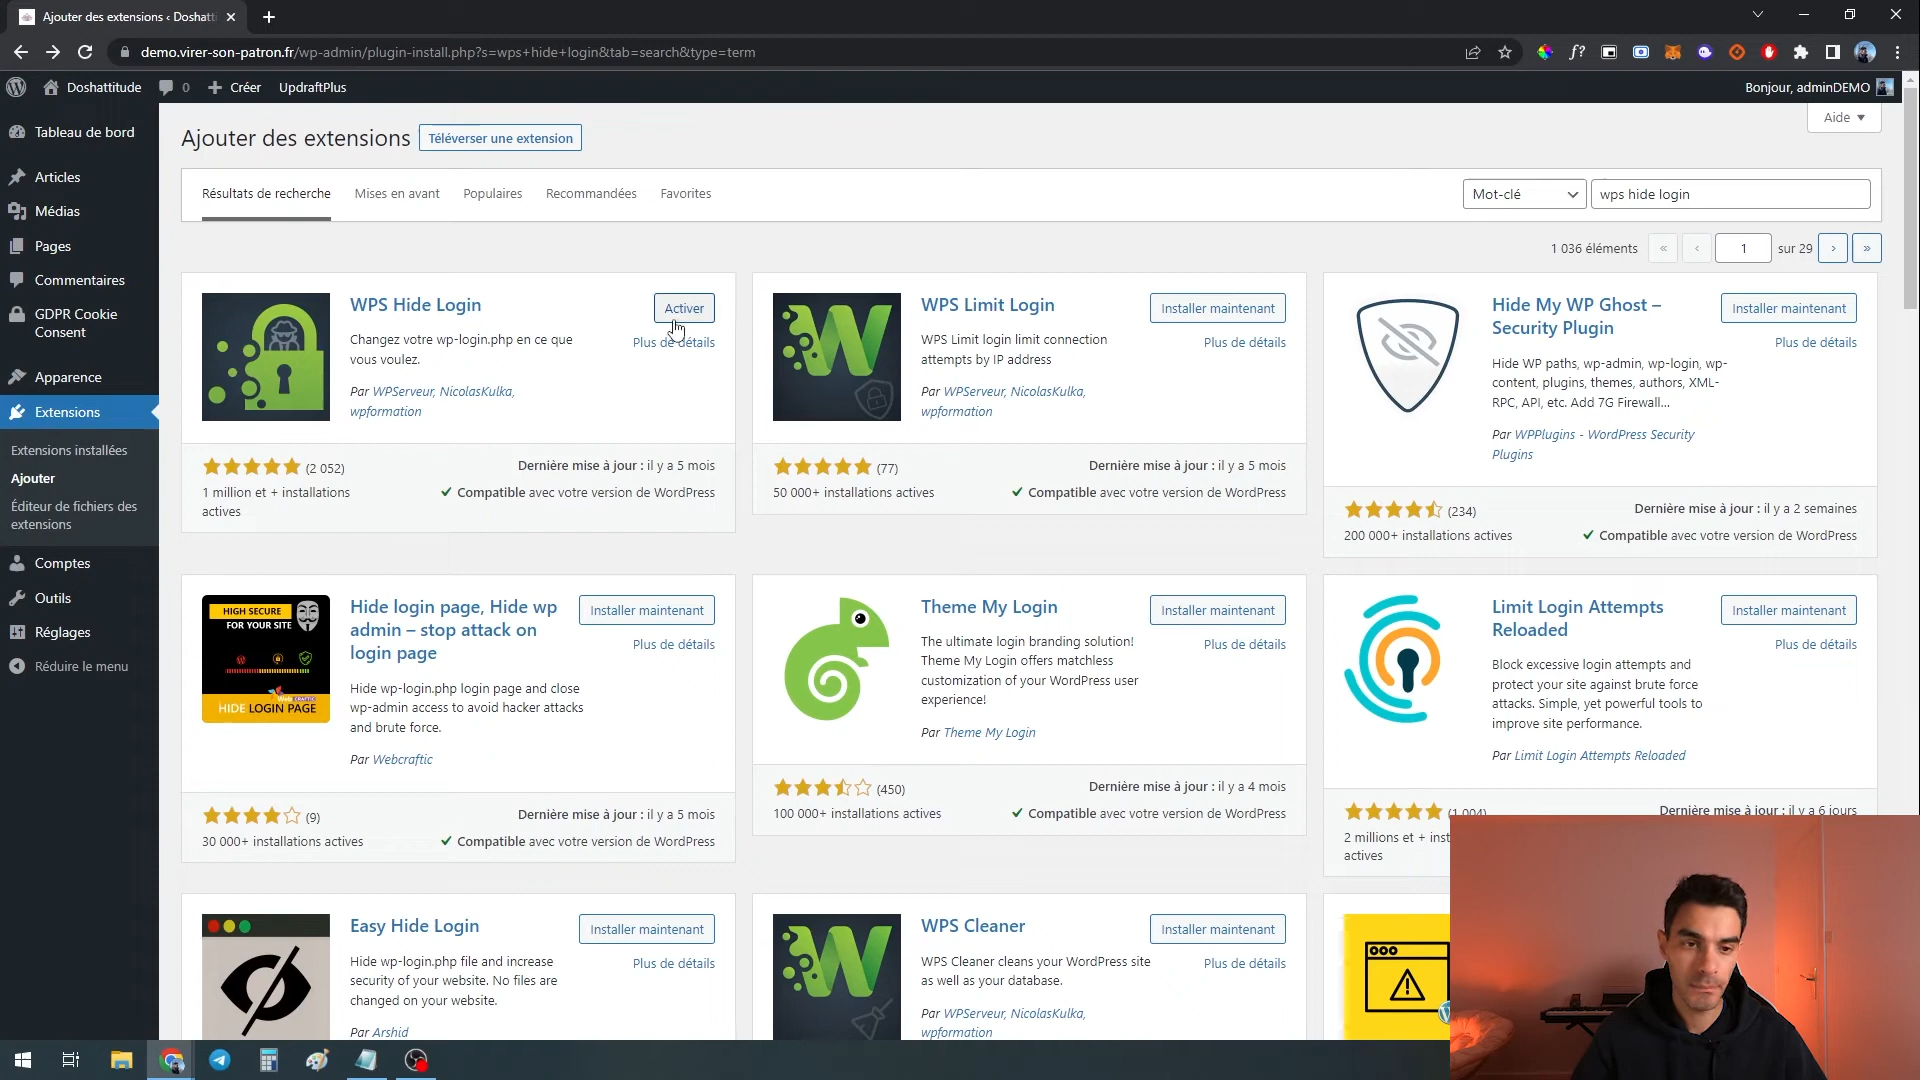 Ajouter des extensions ‹ Doshatti
demo.virer-son-patron.fr/wp-admin/plugin-install.php?s=wps+hide+login&tab=search&type=term
Doshattitude
0
Créer
UpdraftPlus
Bonjour, adminDEMO
Tableau de bord
Articles
Médias
Pages
Commentaires
GDPR Cookie
Consent
Apparence
Extensions
Extensions installées
Ajouter
Éditeur de fichiers des
extensions
Comptes
Outils
Réglages
Réduire le menu
Aide
Ajouter des extensions
Téléverser une extension
Résultats de recherche
Mises en avant
Populaires
Recommandées
Favorites
Mot-clé
wps hide login
1 036 éléments « ‹ 1 sur 29 › »
WPS Hide Login
Activer
Plus de détails
Changez votre wp-login.php en ce que
vous voulez.
Par WPServeur, NicolasKulka,
wpformation
(2 052)
Dernière mise à jour : il y a 5 mois
1 million et + installations
actives
Compatible avec votre version de WordPress
WPS Limit Login
Installer maintenant
Plus de détails
WPS Limit login limit connection
attempts by IP address
Par WPServeur, NicolasKulka,
wpformation
(77)
Dernière mise à jour : il y a 5 mois
50 000+ installations actives
Compatible avec votre version de WordPress
Hide My WP Ghost –
Security Plugin
Installer maintenant
Plus de détails
Hide WP paths, wp-admin, wp-login, wp-
content, plugins, themes, authors, XML-
RPC, API, etc. Add 7G Firewall...
Par WPPlugins - WordPress Security
Plugins
(234)
Dernière mise à jour : il y a 2 semaines
200 000+ installations actives
Compatible avec votre version de WordPress
HIGH SECURE
FOR YOUR SITE
HIDE LOGIN PAGE
Hide login page, Hide wp
admin – stop attack on
login page
Installer maintenant
Plus de détails
Hide wp-login.php login page and close
wp-admin access to avoid hacker attacks
and brute force.
Par Webcraftic
(9)
Dernière mise à jour : il y a 5 mois
30 000+ installations actives
Compatible avec votre version de WordPress
Theme My Login
Installer maintenant
Plus de détails
The ultimate login branding solution!
Theme My Login offers matchless
customization of your WordPress user
experience!
Par Theme My Login
(450)
Dernière mise à jour : il y a 4 mois
100 000+ installations actives
Compatible avec votre version de WordPress
Limit Login Attempts
Reloaded
Installer maintenant
Plus de détails
Block excessive login attempts and
protect your site against brute force
attacks. Simple, yet powerful tools to
improve site performance.
Par Limit Login Attempts Reloaded
(1 004)
Dernière mise à jour : il y a 6 jours
2 millions et + inst
actives
Easy Hide Login
Installer maintenant
Plus de détails
Hide wp-login.php file and increase
security of your website. No files are
changed on your website.
Par Arshid
WPS Cleaner
Installer maintenant
Plus de détails
WPS Cleaner cleans your WordPress site
as well as your database.
Par WPServeur, NicolasKulka,
wpformation